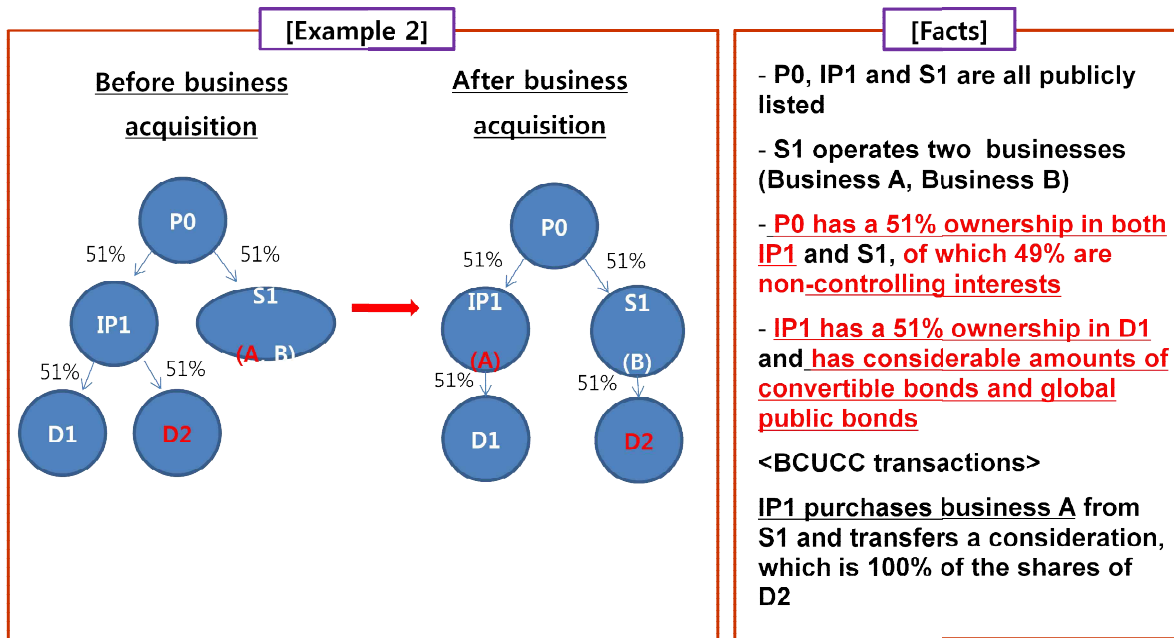 [Example 2]
Before business
acquisition
After business
acquisition
P0
51%
51%
IP1
S1
(A B)
51%
51%
D1
D2
P0
51%
51%
IP1
(A)
S1
(B)
51%
51%
D1
D2
[Facts]
- P0, IP1 and S1 are all publicly
listed
- S1 operates two businesses
(Business A, Business B)
- P0 has a 51% ownership in both
IP1 and S1, of which 49% are
non-controlling interests
- IP1 has a 51% ownership in D1
and has considerable amounts of
convertible bonds and global
public bonds
<BCUCC transactions>
IP1 purchases business A from
S1 and transfers a consideration,
which is 100% of the shares of
D2